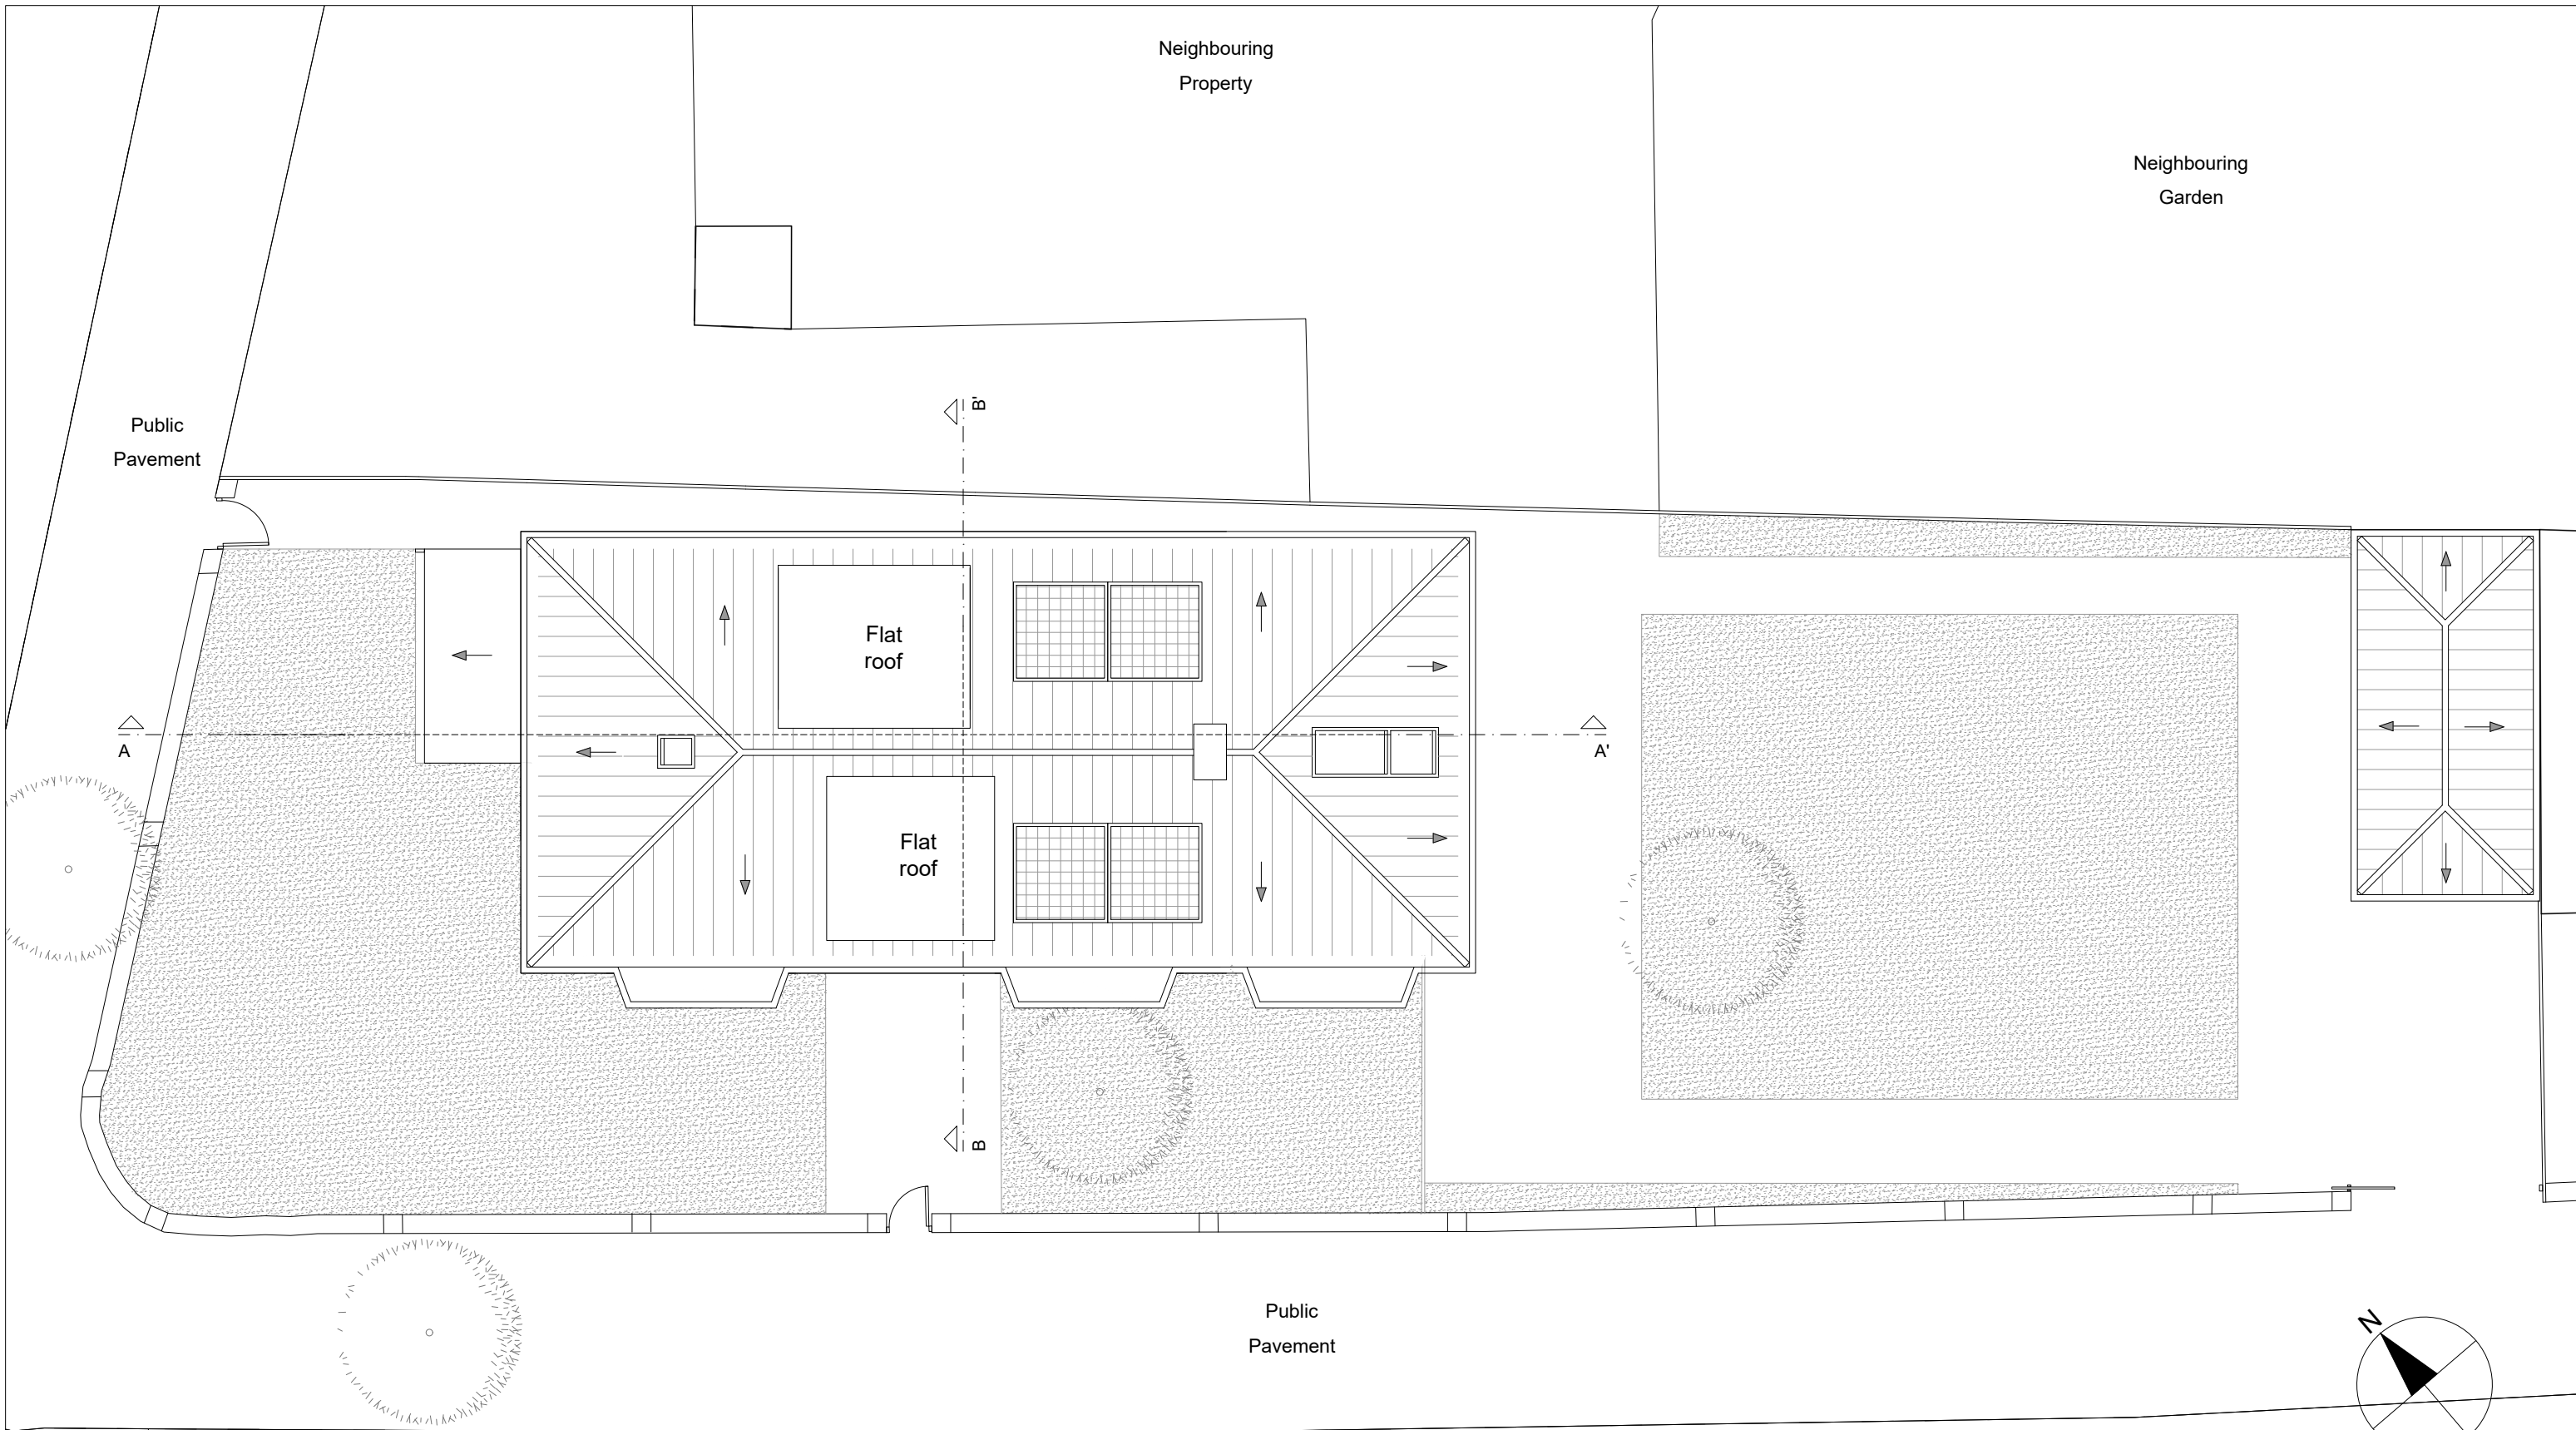 Neighbouring
Property
Neighbouring
Garden
Public
Pavement
B'
Flat
roof
A
A'
Flat
roof
B
Public
Pavement
N